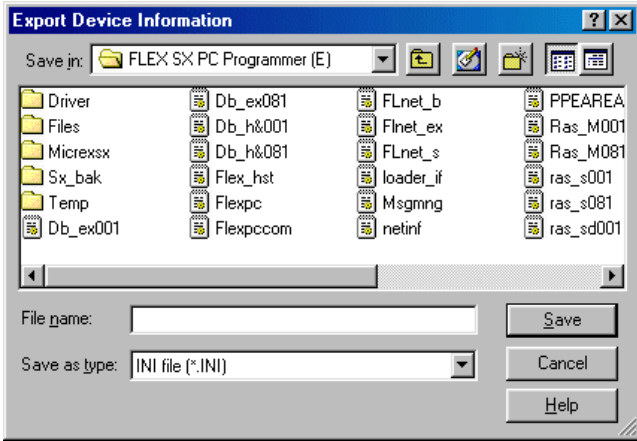 Export Device Information
Save in: FLEX SX PC Programmer (E)
Driver Db_ex081 FLnet_b PPEAREA
Files Db_h&001 Flnet_ex Ras_M001
Micrexsx Db_h&081 FLnet_s Ras_M081
Sx_bak Flex_hst loader_if ras_s001
Temp Flexpc Msgmng ras_s081
Db_ex001 Flexpccom netinf ras_sd001
File name: Save
Save as type: INI file (*.INI) Cancel
Help